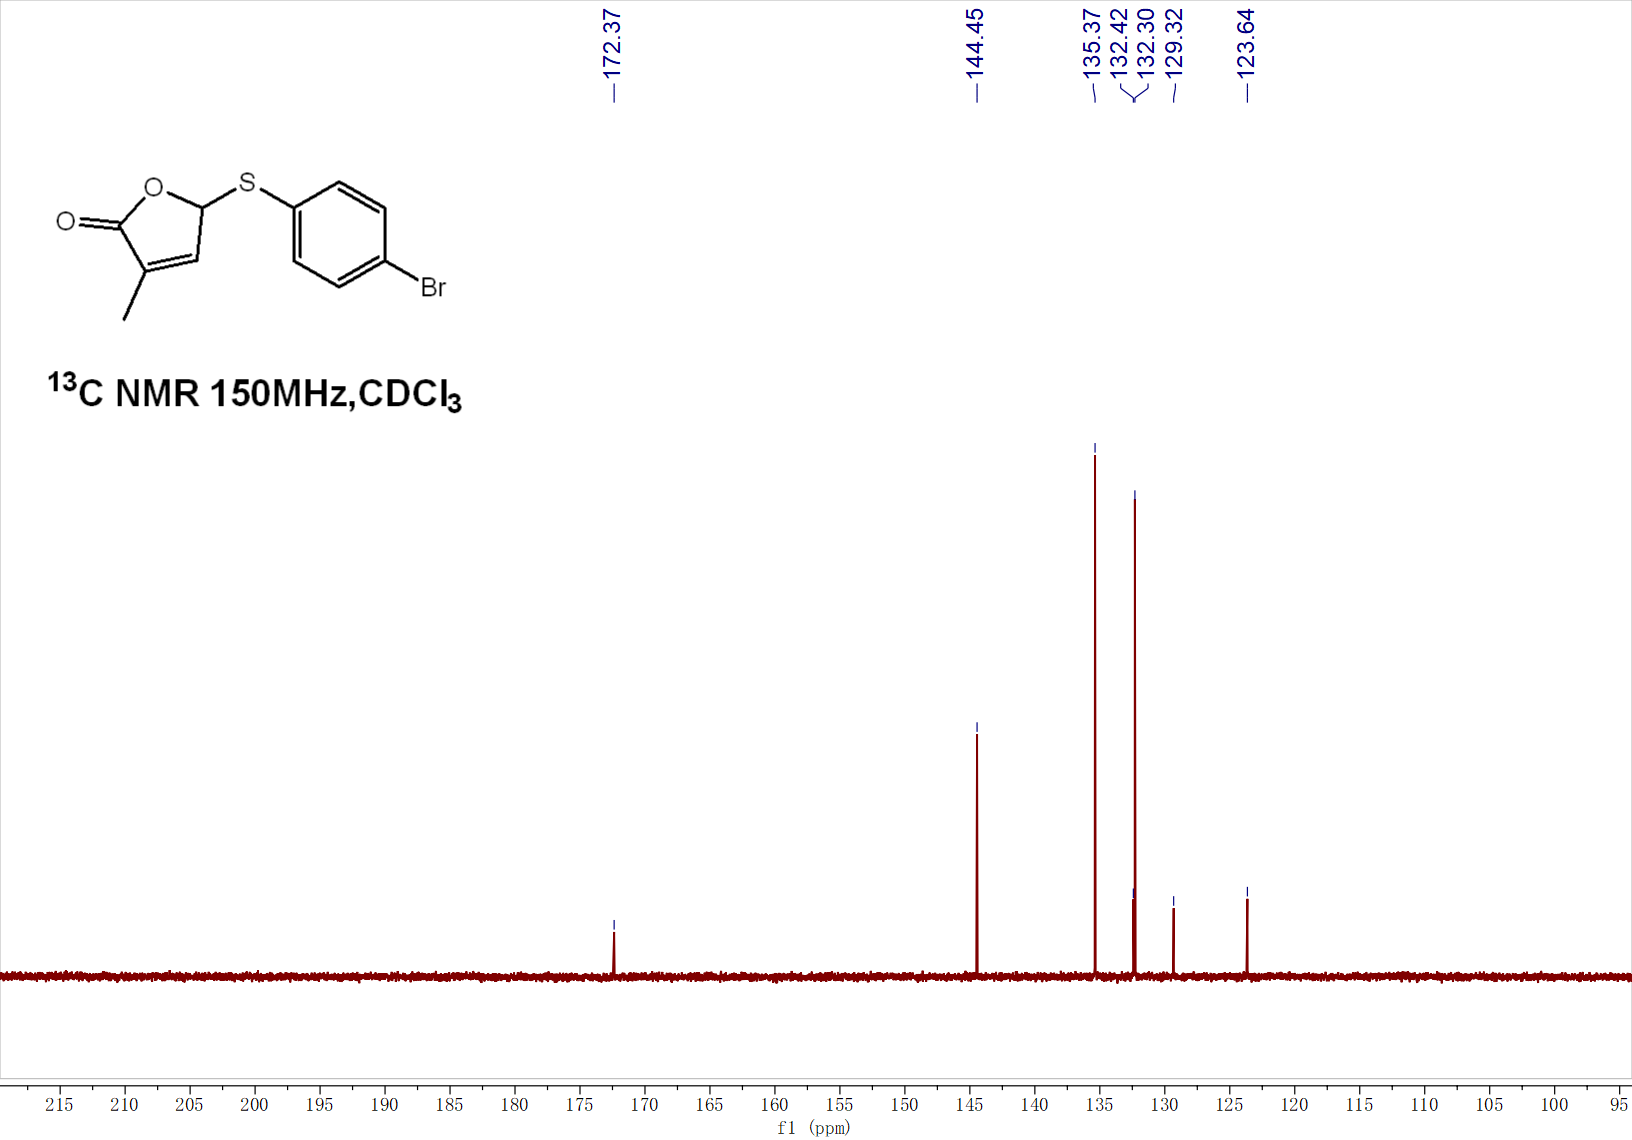 172.37
144.45
135.37
132.42
132.30
129.32
123.64
O
S
O
Br
¹³C NMR 150MHz,CDCl₃
215 210 205 200 195 190 185 180 175 170 165 160 155 150 145 140 135 130 125 120 115 110 105 100 95
f1 (ppm)